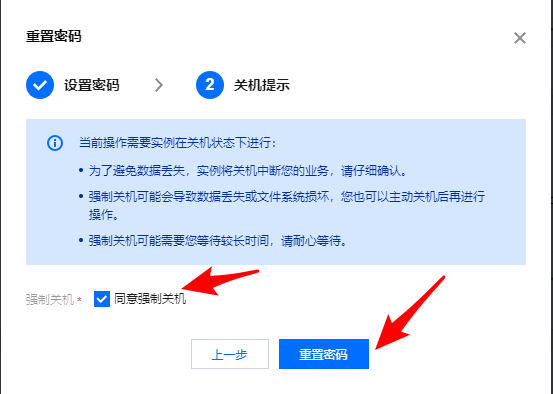 重置密码
设置密码
2 关机提示
当前操作需要实例在关机状态下进行：
• 为了避免数据丢失，实例将关机中断您的业务，请仔细确认。
• 强制关机可能会导致数据丢失或文件系统损坏，您也可以主动关机后再进行
操作。
• 强制关机可能需要您等待较长时间，请耐心等待。
强制关机 * 同意强制关机
上一步
重置密码